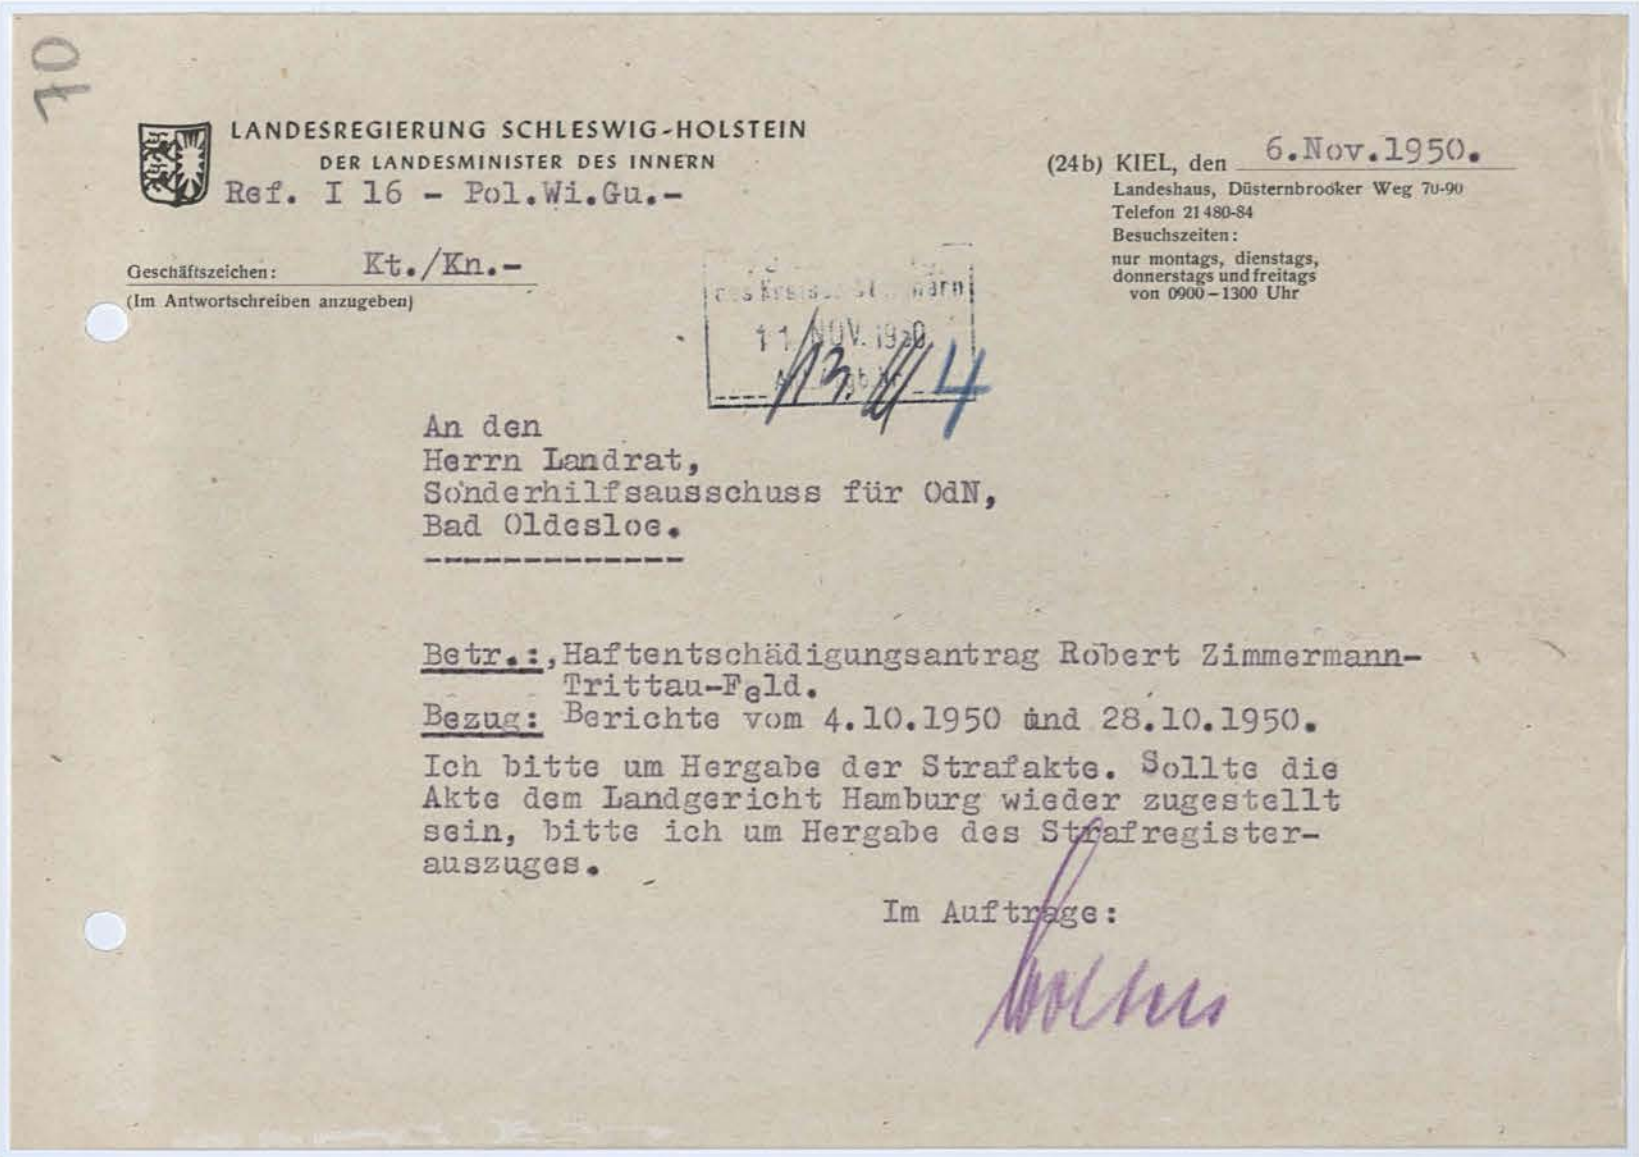 70
LANDESREGIERUNG SCHLESWIG-HOLSTEIN
DER LANDESMINISTER DES INNERN
Ref. I 16 - Pol.Wi.Gu.-
(24b) KIEL, den 6.Nov.1950.
Landeshaus, Düsternbrooker Weg 70-90
Telefon 21 480-84
Besuchszeiten:
nur montags, dienstags,
donnerstags und freitags
von 0900-1300 Uhr
Geschäftszeichen: Kt./Kn.-
(Im Antwortschreiben anzugeben)
des Kreises
11. NOV. 1950
4
An den
Herrn Landrat,
Sonderhilfsausschuss für OdN,
Bad Oldesloe.
-------------
Betr.:,Haftentschädigungsantrag Robert Zimmermann-
Trittau-Feld.
Bezug: Berichte vom 4.10.1950 und 28.10.1950.
Ich bitte um Hergabe der Strafakte. Sollte die
Akte dem Landgericht Hamburg wieder zugestellt
sein, bitte ich um Hergabe des Strafregister-
auszuges.
Im Auftrage: